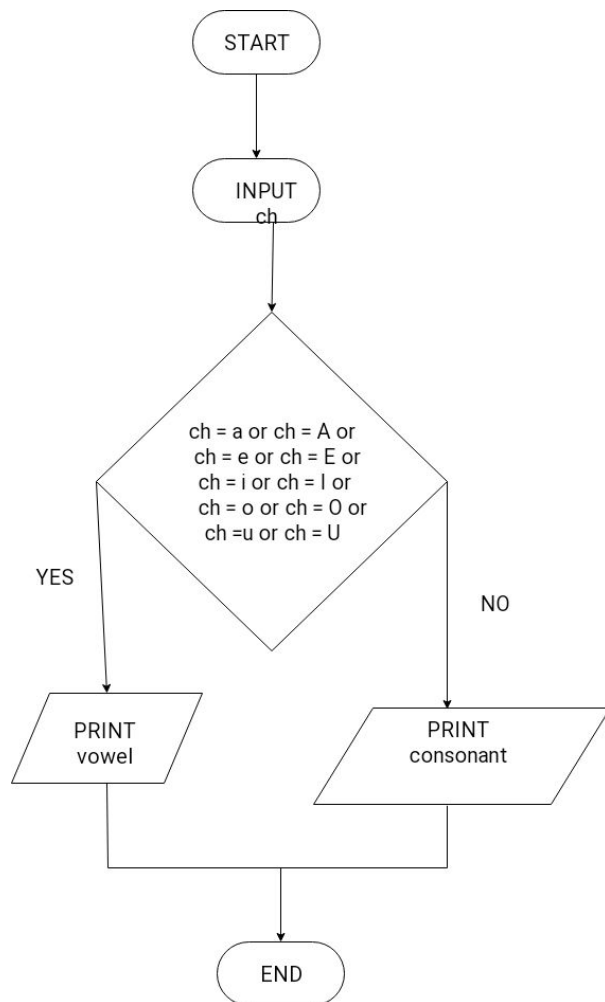 START
INPUT
ch
ch = a or ch = A or
ch = e or ch = E or
ch = i or ch = I or
ch = o or ch = O or
ch =u or ch = U
YES
NO
PRINT
vowel
PRINT
consonant
END